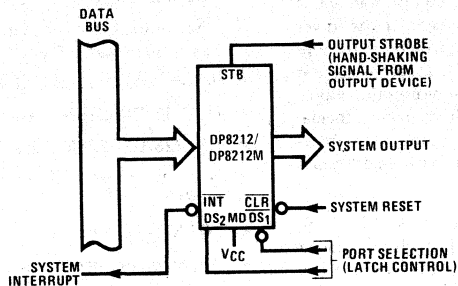 DATA
BUS
OUTPUT STROBE
(HAND-SHAKING
SIGNAL FROM
OUTPUT DEVICE)
STB
DP8212/
DP8212M
SYSTEM OUTPUT
INT CLR
SYSTEM RESET
DS2 MD DS1
VCC
PORT SELECTION
(LATCH CONTROL)
SYSTEM
INTERRUPT